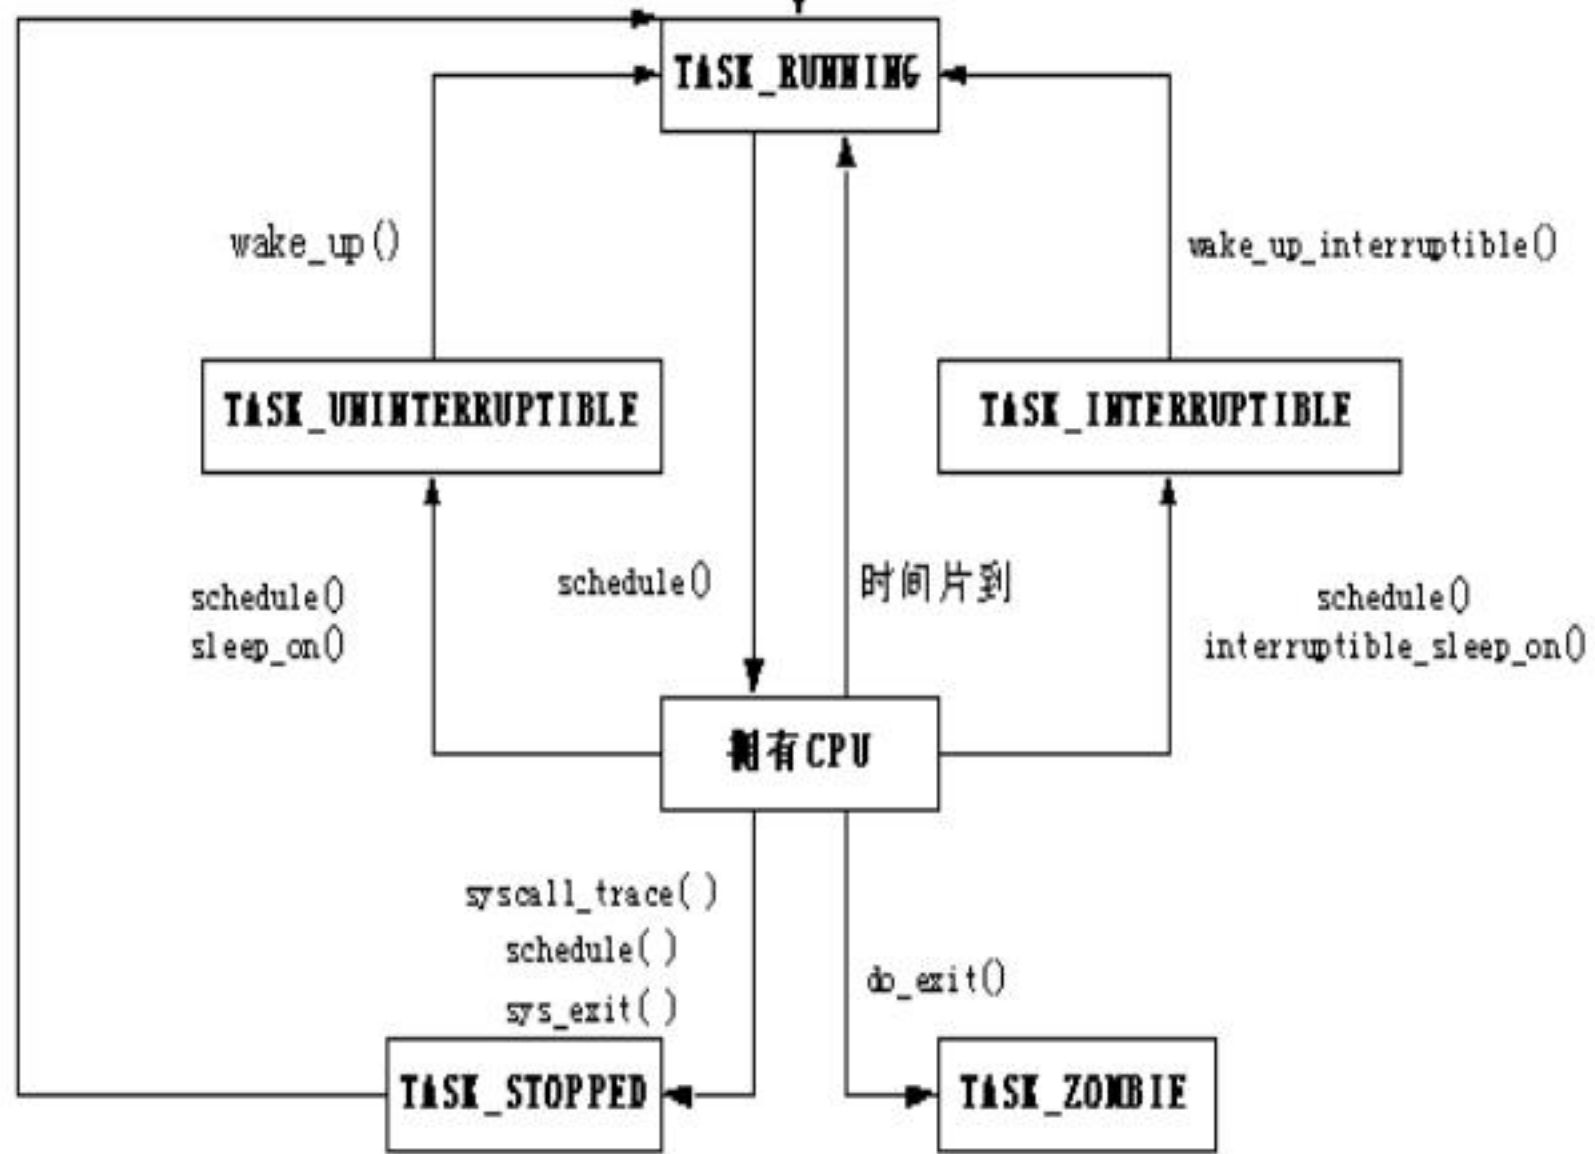 TASK_RUNNING
wake_up()
wake_up_interruptible()
TASK_UNINTERRUPTIBLE
TASK_INTERRUPTIBLE
schedule()
sleep_on()
schedule()
时间片到
schedule()
interruptible_sleep_on()
拥有CPU
syscall_trace( )
schedule( )
sys_exit( )
do_exit()
TASK_STOPPED
TASK_ZOMBIE